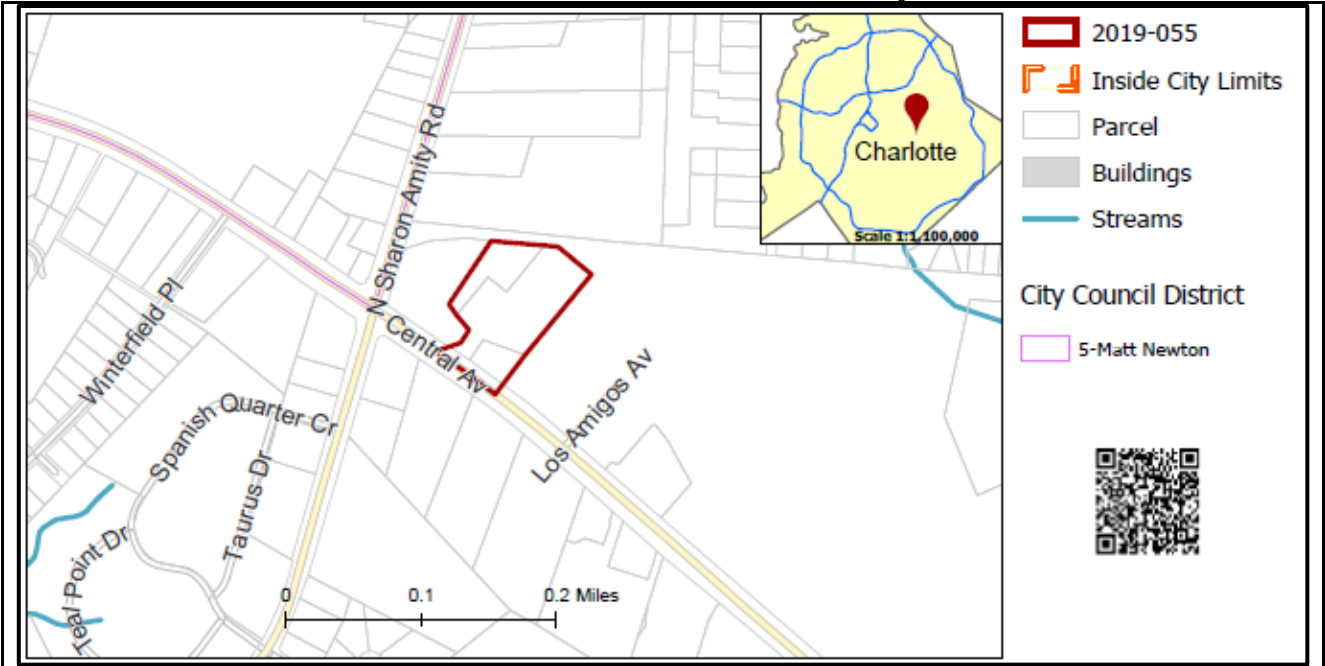 N Sharon Amity Rd
N Central Av
Winterfield Pl
Spanish Quarter Cr
Taurus Dr
Teal Point Dr
Los Amigos Av
0 0.1 0.2 Miles
Charlotte
Scale 1:1,100,000
2019-055
Inside City Limits
Parcel
Buildings
Streams
City Council District
5-Matt Newton